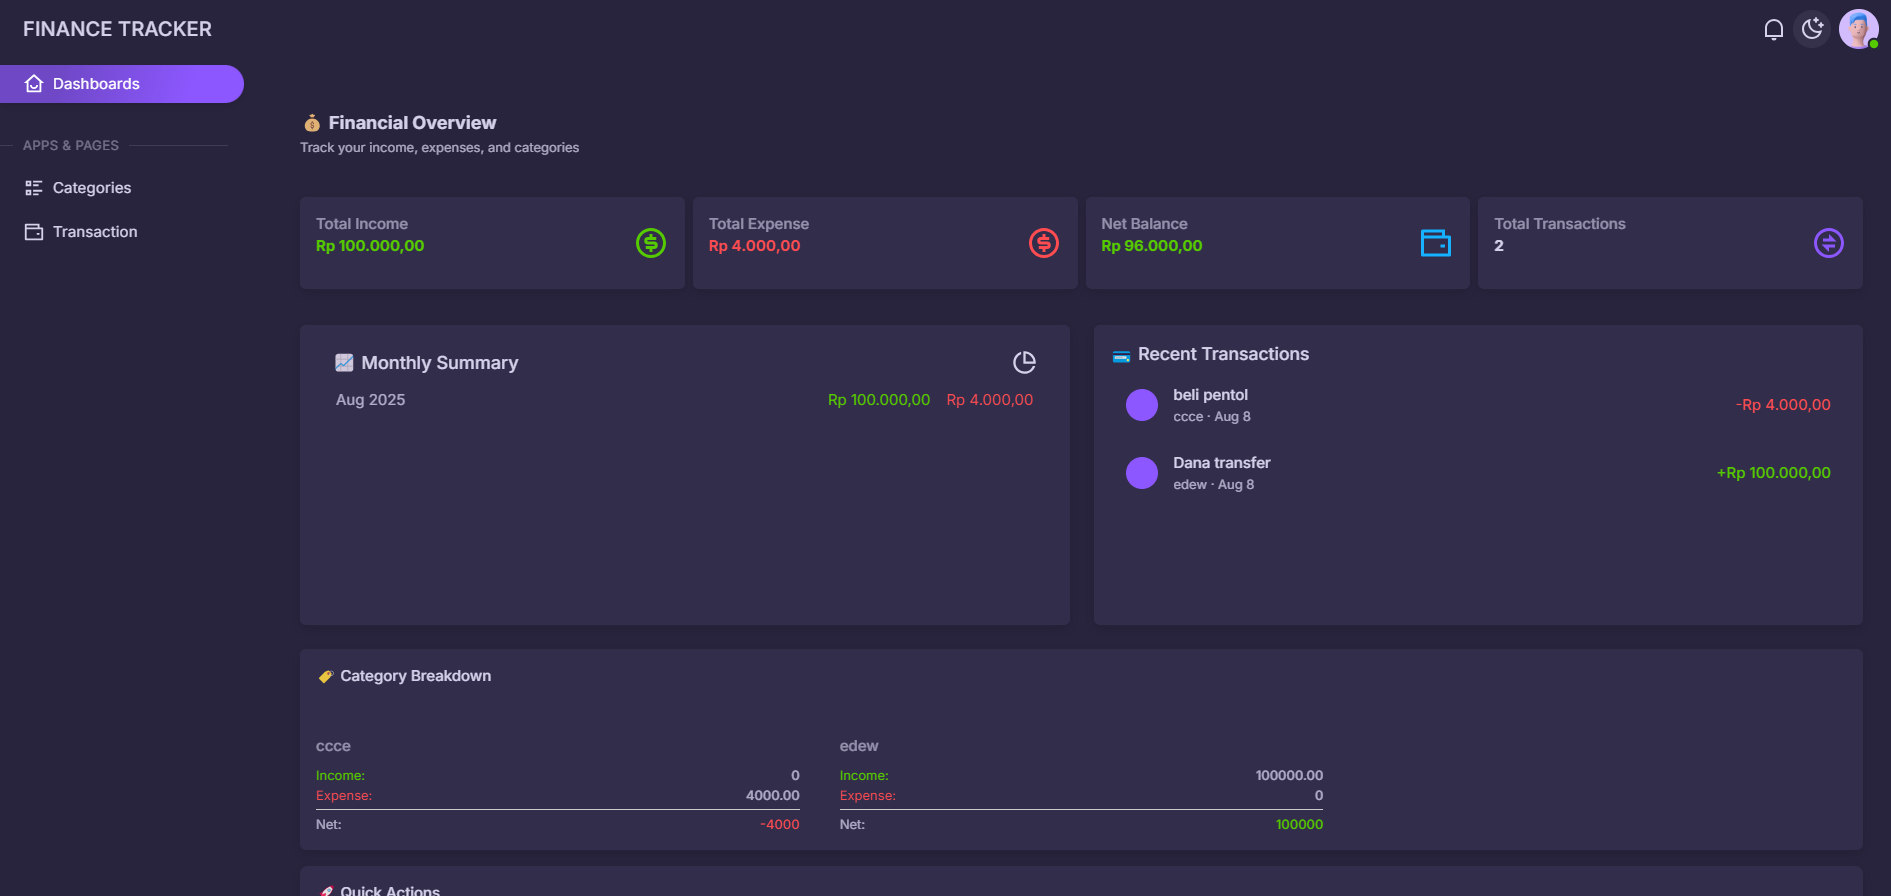 FINANCE TRACKER
Dashboards
APPS & PAGES
Categories
Transaction
Financial Overview
Track your income, expenses, and categories
Total Income
Rp 100.000,00
Total Expense
Rp 4.000,00
Net Balance
Rp 96.000,00
Total Transactions
2
Monthly Summary
Aug 2025 Rp 100.000,00 Rp 4.000,00
Recent Transactions
beli pentol
ccce · Aug 8
-Rp 4.000,00
Dana transfer
edew · Aug 8
+Rp 100.000,00
Category Breakdown
ccce
Income: 0
Expense: 4000.00
Net: -4000
edew
Income: 100000.00
Expense: 0
Net: 100000
Quick Actions